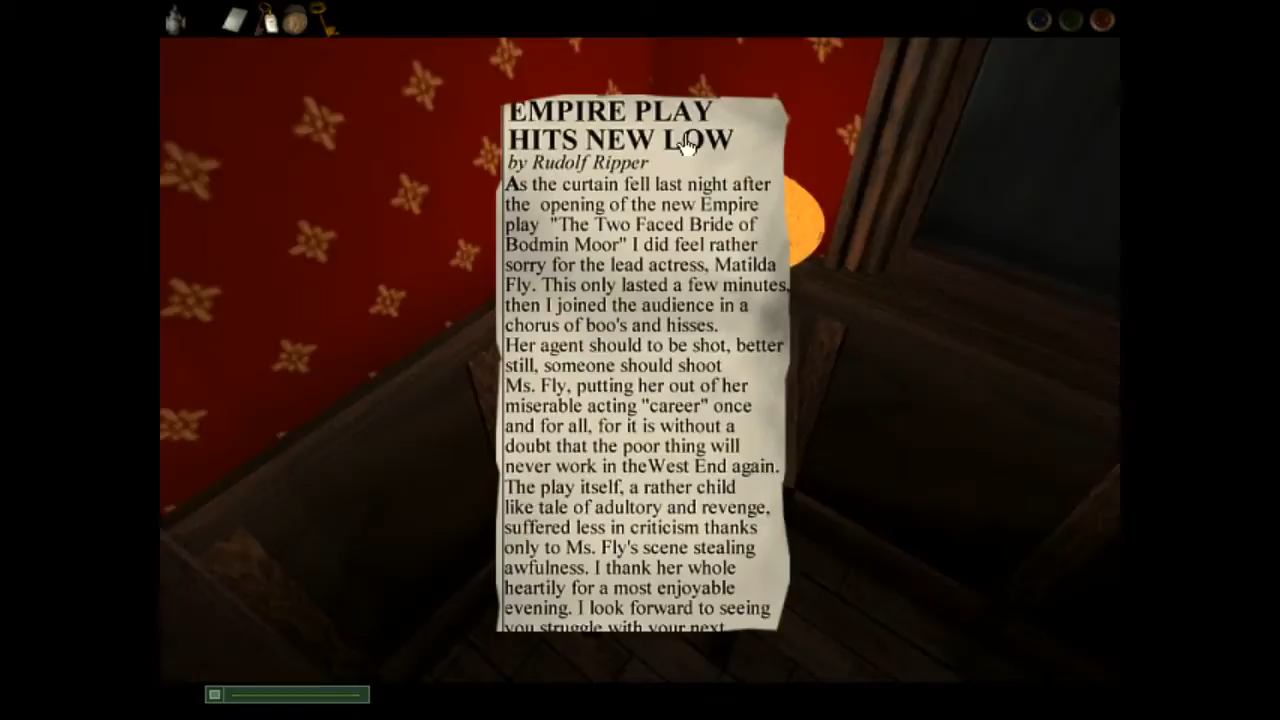 EMPIRE PLAY
HITS NEW LOW
by Rudolf Ripper
As the curtain fell last night after
the opening of the new Empire
play "The Two Faced Bride of
Bodmin Moor" I did feel rather
sorry for the lead actress, Matilda
Fly. This only lasted a few minutes,
then I joined the audience in a
chorus of boo's and hisses.
Her agent should to be shot, better
still, someone should shoot
Ms. Fly, putting her out of her
miserable acting "career" once
and for all, for it is without a
doubt that the poor thing will
never work in theWest End again.
The play itself, a rather child
like tale of adultory and revenge,
suffered less in criticism thanks
only to Ms. Fly's scene stealing
awfulness. I thank her whole
heartily for a most enjoyable
evening. I look forward to seeing
you struggle with your next